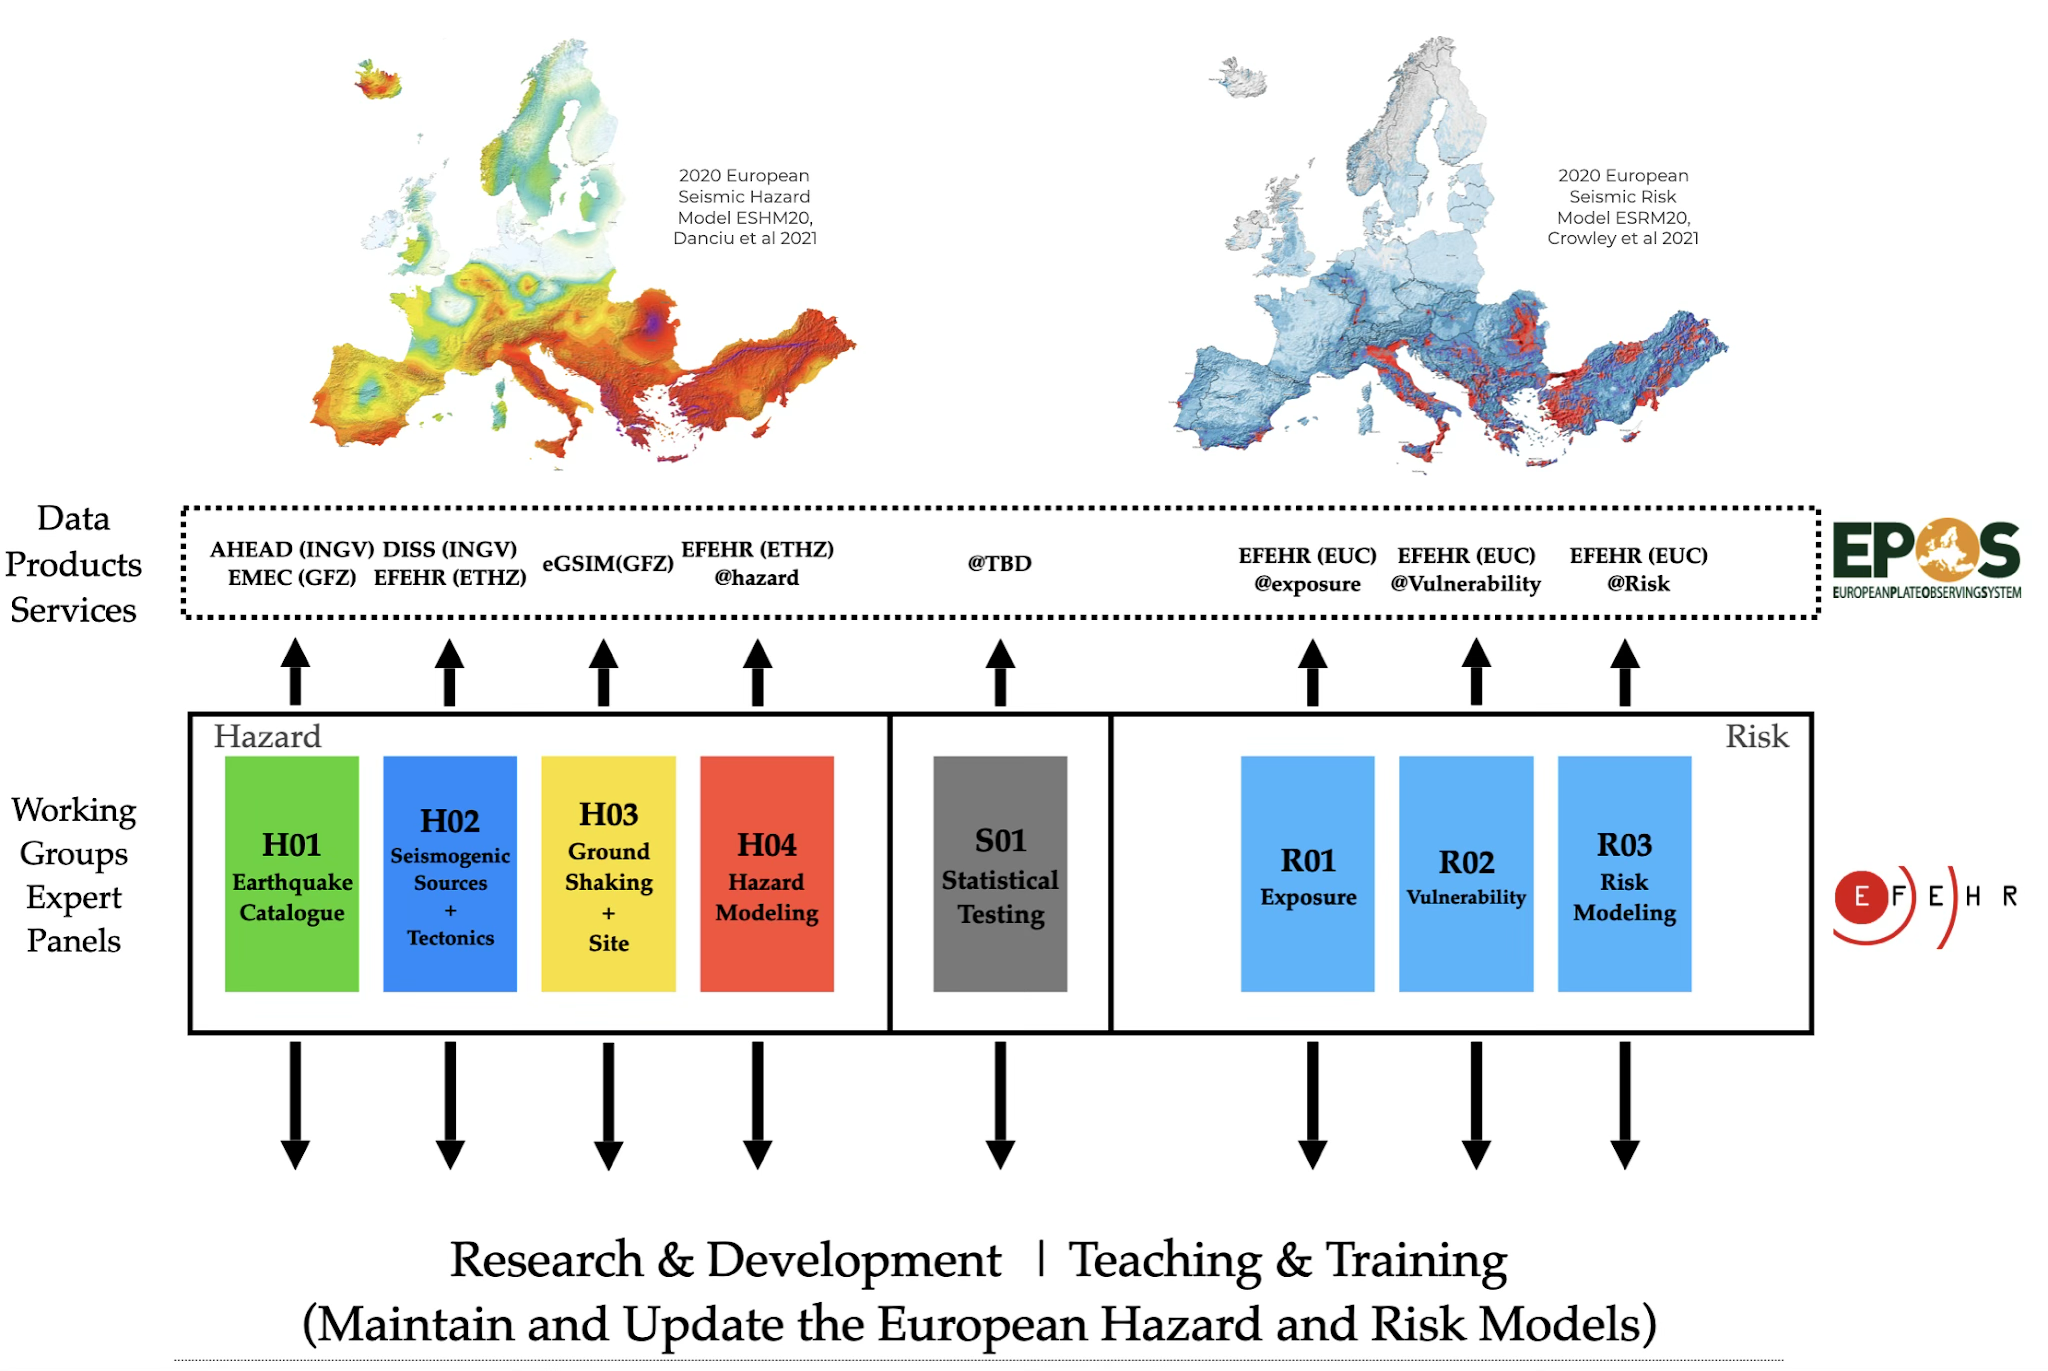 2020 European
Seismic Hazard
Model ESHM20,
Danciu et al 2021
2020 European
Seismic Risk
Model ESRM20,
Crowley et al 2021
Data
Products
Services
AHEAD (INGV)
EMEC (GFZ)
DISS (INGV)
EFEHR (ETHZ)
eGSIM(GFZ)
EFEHR (ETHZ)
@hazard
@TBD
EFEHR (EUC)
@exposure
EFEHR (EUC)
@Vulnerability
EFEHR (EUC)
@Risk
EPOS
EUROPEANPLATEOBSERVINGSYSTEM
Working
Groups
Expert
Panels
Hazard
Risk
H01
Earthquake
Catalogue
H02
Seismogenic
Sources
+
Tectonics
H03
Ground
Shaking
+
Site
H04
Hazard
Modeling
S01
Statistical
Testing
R01
Exposure
R02
Vulnerability
R03
Risk
Modeling
EFEHR
Research & Development | Teaching & Training
(Maintain and Update the European Hazard and Risk Models)